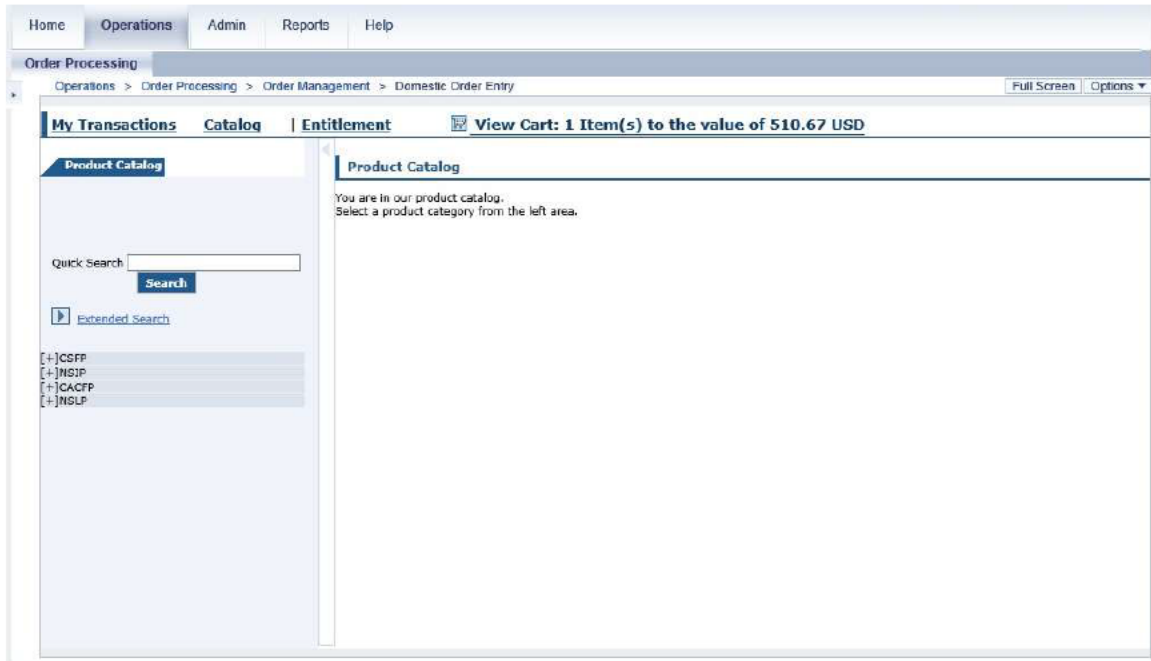 Home Operations Admin Reports Help
Order Processing
Operations > Order Processing > Order Management > Domestic Order Entry
Full Screen Options
My Transactions Catalog | Entitlement View Cart: 1 Item(s) to the value of 510.67 USD
Product Catalog
Product Catalog
You are in our product catalog.
Select a product category from the left area.
Quick Search
Search
Extended Search
[+]CSFP
[+]NSIP
[+]CACFP
[+]NSLP